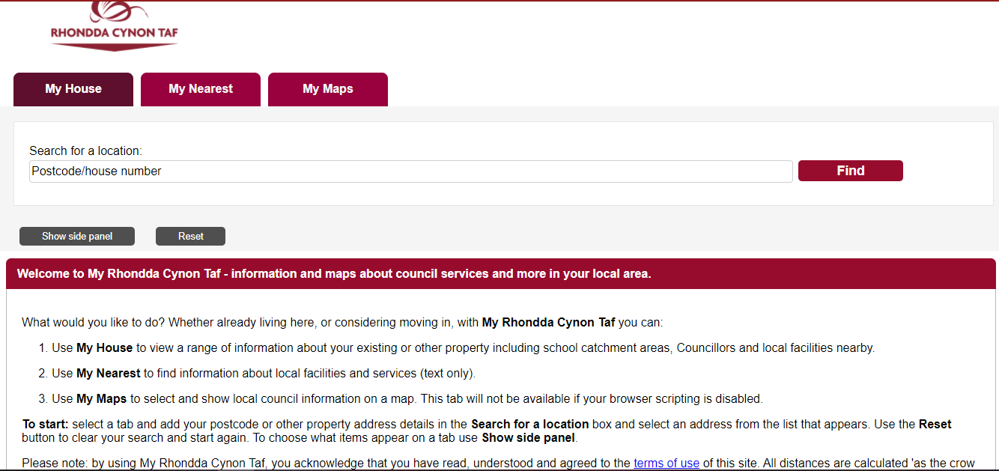 RHONDDA CYNON TAF
My House My Nearest My Maps
Search for a location:
Postcode/house number Find
Show side panel Reset
Welcome to My Rhondda Cynon Taf - information and maps about council services and more in your local area.
What would you like to do? Whether already living here, or considering moving in, with My Rhondda Cynon Taf you can:
1. Use My House to view a range of information about your existing or other property including school catchment areas, Councillors and local facilities nearby.
2. Use My Nearest to find information about local facilities and services (text only).
3. Use My Maps to select and show local council information on a map. This tab will not be available if your browser scripting is disabled.
To start: select a tab and add your postcode or other property address details in the Search for a location box and select an address from the list that appears. Use the Reset
button to clear your search and start again. To choose what items appear on a tab use Show side panel.
Please note: by using My Rhondda Cynon Taf, you acknowledge that you have read, understood and agreed to the terms of use of this site. All distances are calculated 'as the crow